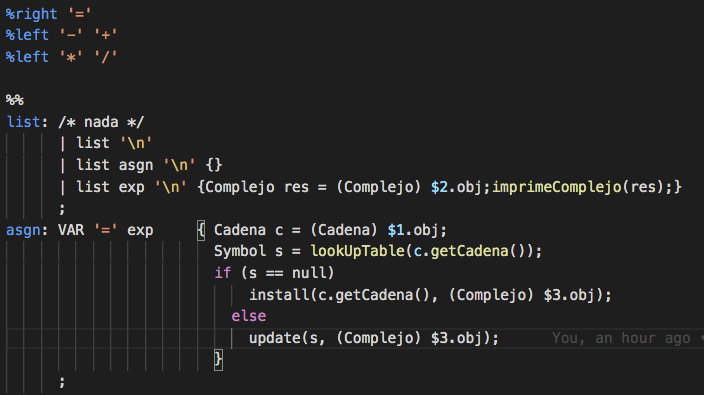 %right '='
%left '-' '+'
%left '*' '/'
%%
list: /* nada */
| list '\n'
| list asgn '\n' {}
| list exp '\n' {Complejo res = (Complejo) $2.obj;imprimeComplejo(res);}
;
asgn: VAR '=' exp { Cadena c = (Cadena) $1.obj;
Symbol s = lookUpTable(c.getCadena());
if (s == null)
install(c.getCadena(), (Complejo) $3.obj);
else
update(s, (Complejo) $3.obj); You, an hour ago •
}
;